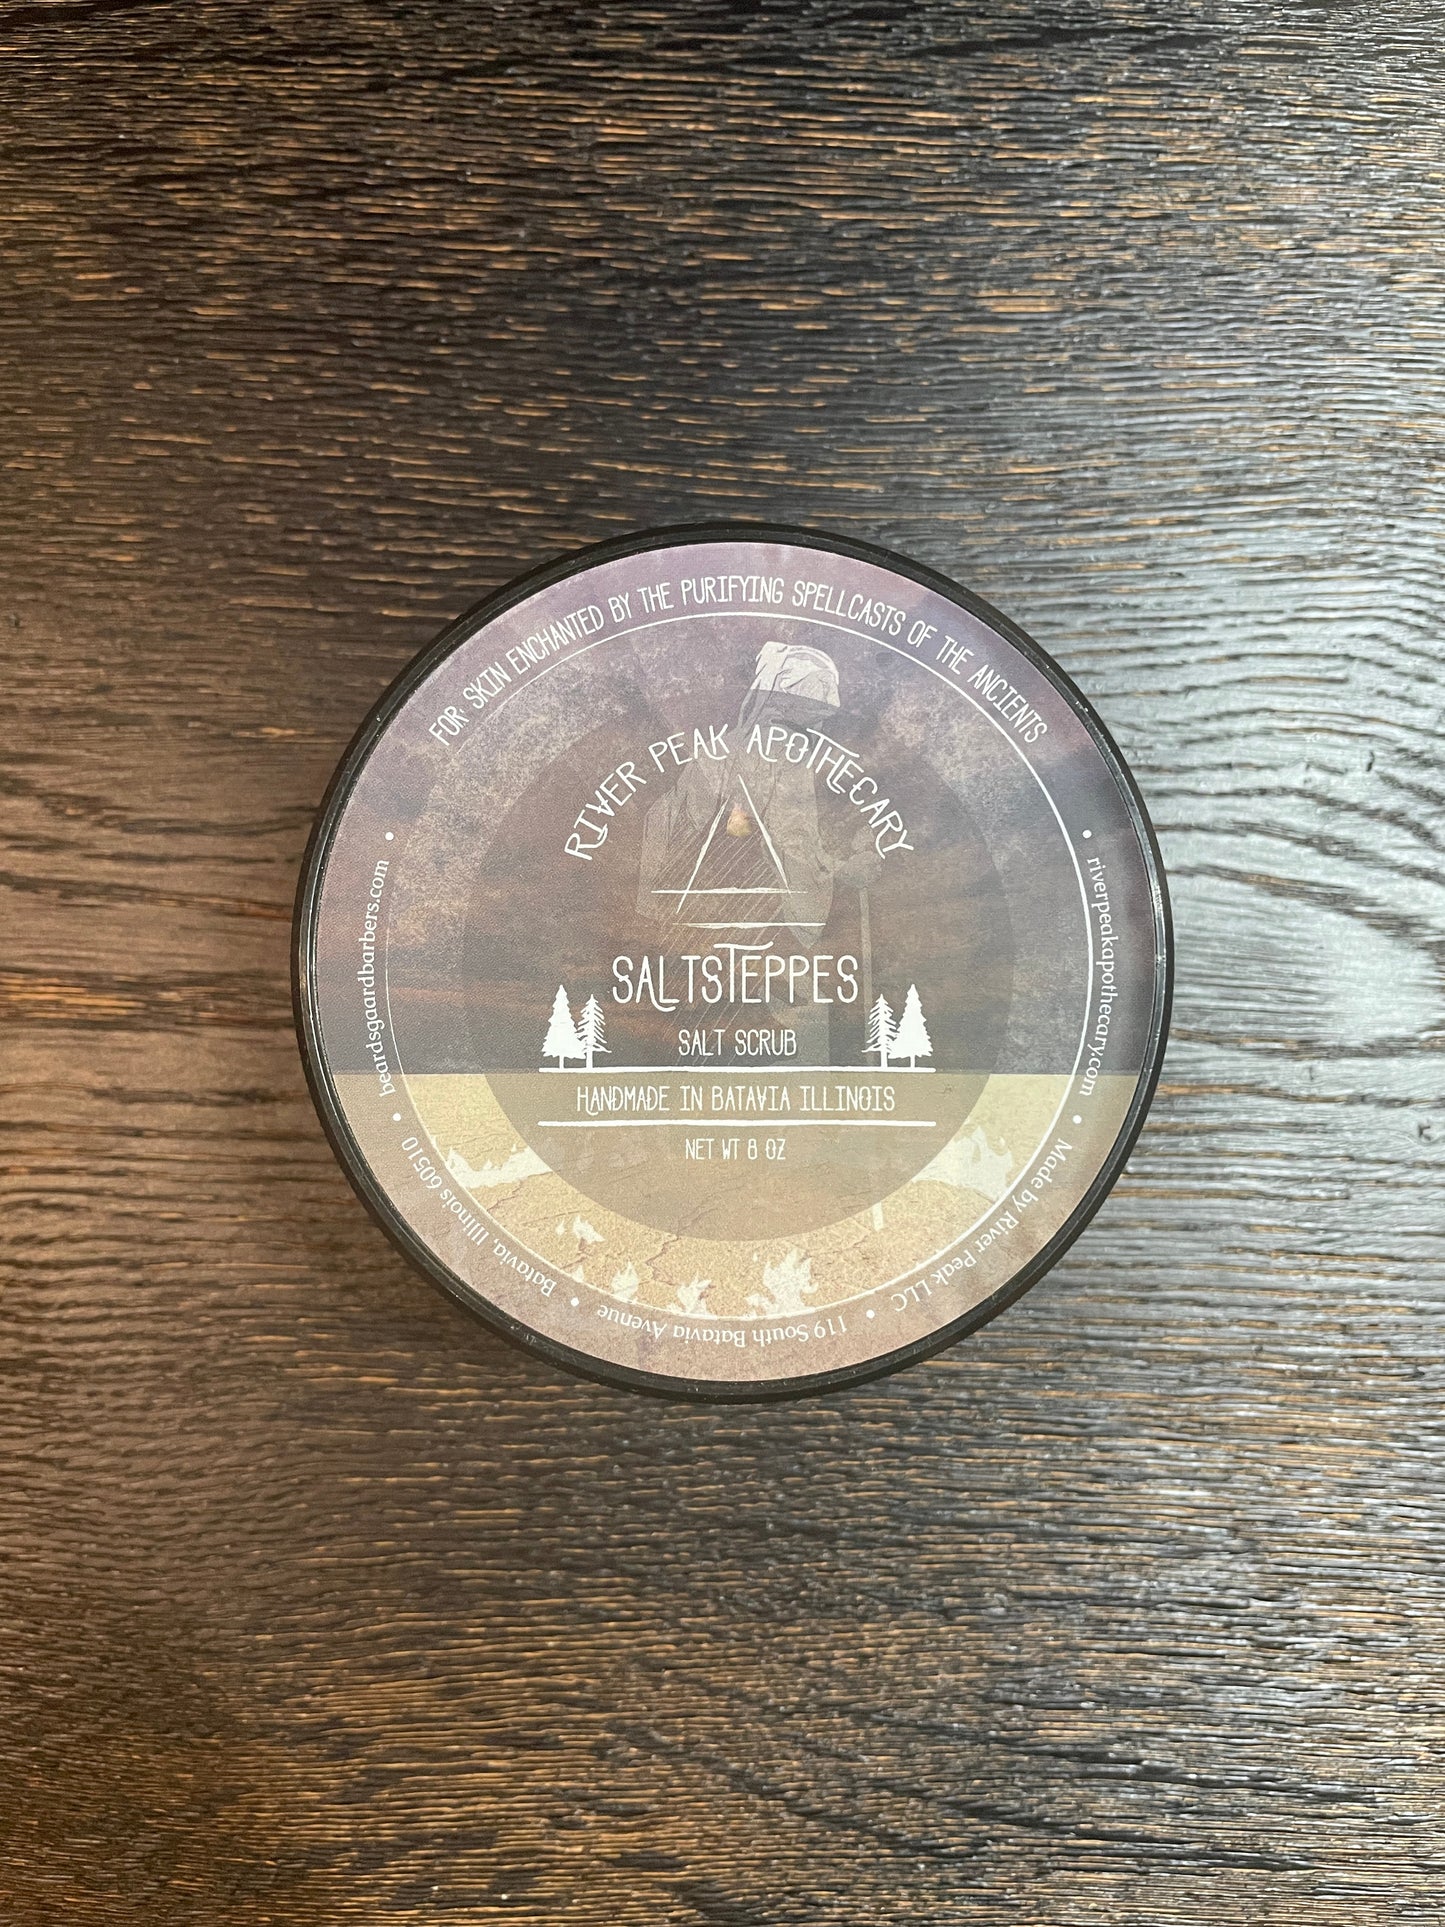 FOR SKIN ENCHANTED BY THE PURIFYING SPELLCASTS OF THE ANCIENTS
RIVER PEAK APOTHECARY
SALTSTEPPES
SALT SCRUB
HANDMADE IN BATAVIA ILLINOIS
NET WT 8 OZ
• riverpeakapothecary.com • Made by River Peak LLC • 119 South Batavia Avenue • Batavia, Illinois 60510 • beardsgaardbarbers.com •